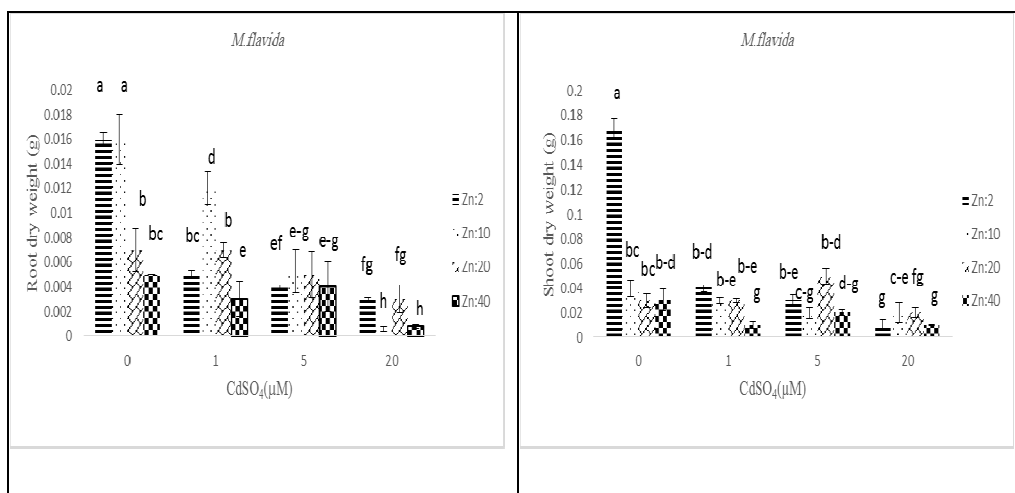 M.flavida
a a
0.02
0.018
0.016
0.014
0.012
0.01
0.008
0.006
0.004
0.002
0
Root dry weight (g)
b
bc
bc
d
b
e
ef
e-g
e-g
fg
h
fg
h
0 1 5 20
CdSO₄(μM)
Zn:2
Zn:10
Zn:20
Zn:40
M.flavida
a
0.2
0.18
0.16
0.14
0.12
0.1
0.08
0.06
0.04
0.02
0
Shoot dry weight (g)
bc
bc
b-d
b-d
b-e
b-e
g
b-e
c-g
b-d
d-g
g
c-e
fg
g
0 1 5 20
CdSO₄(μM)
Zn:2
Zn:10
Zn:20
Zn:40